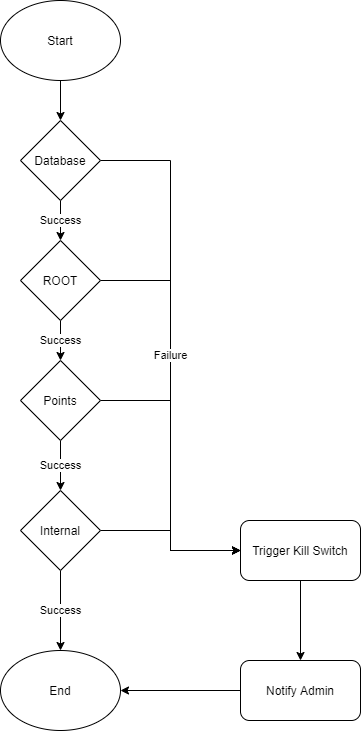 Start
Database
Success
ROOT
Success
Failure
Points
Success
Internal
Trigger Kill Switch
Success
End
Notify Admin